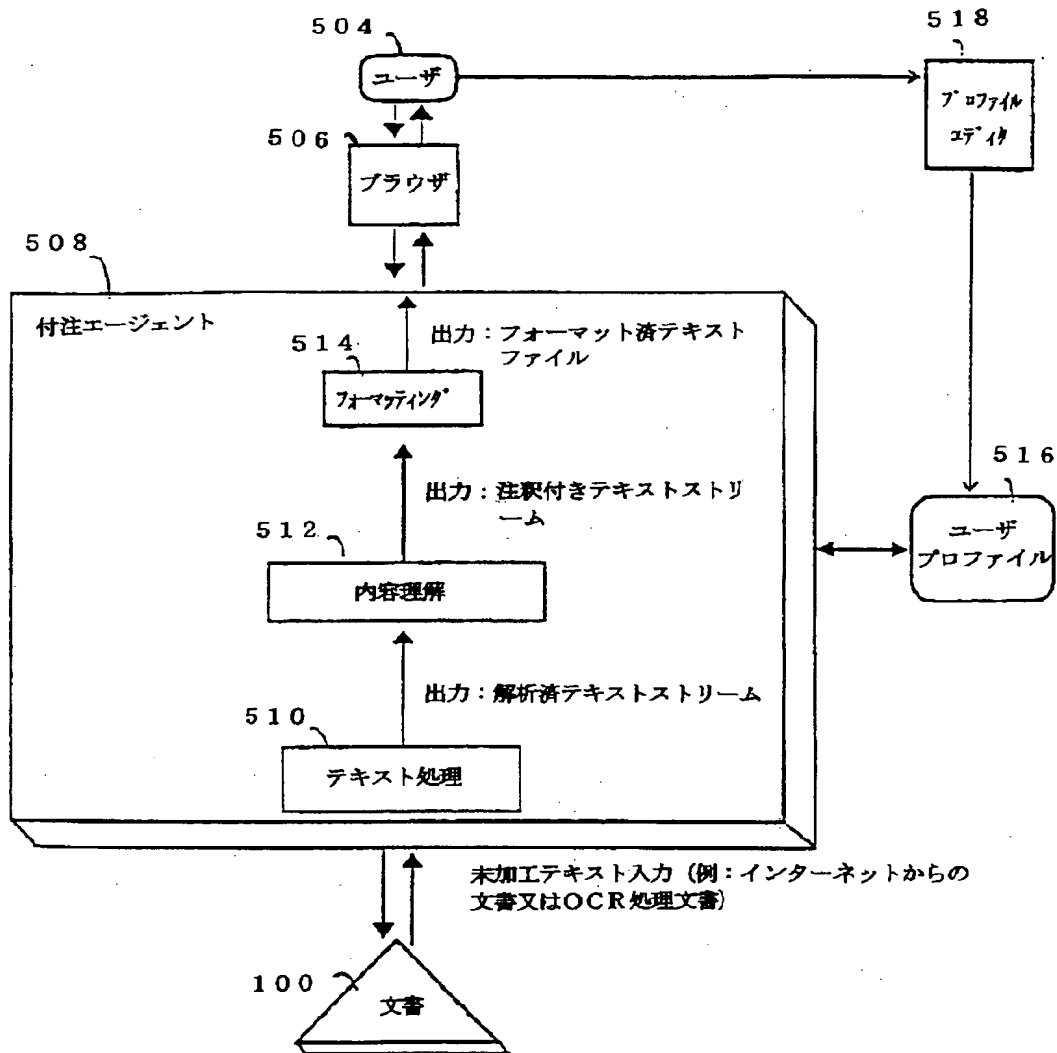 504
518
ユーザ
プロファイル
エディタ
506
ブラウザ
508
付注エージェント
出力:フォーマット済テキスト
ファイル
514
フォーマッティング
516
出力:注釈付きテキストストリ
ーム
ユーザ
プロファイル
512
内容理解
出力:解析済テキストストリーム
510
テキスト処理
未加工テキスト入力(例:インターネットからの
文書又はOCR処理文書)
100
文書